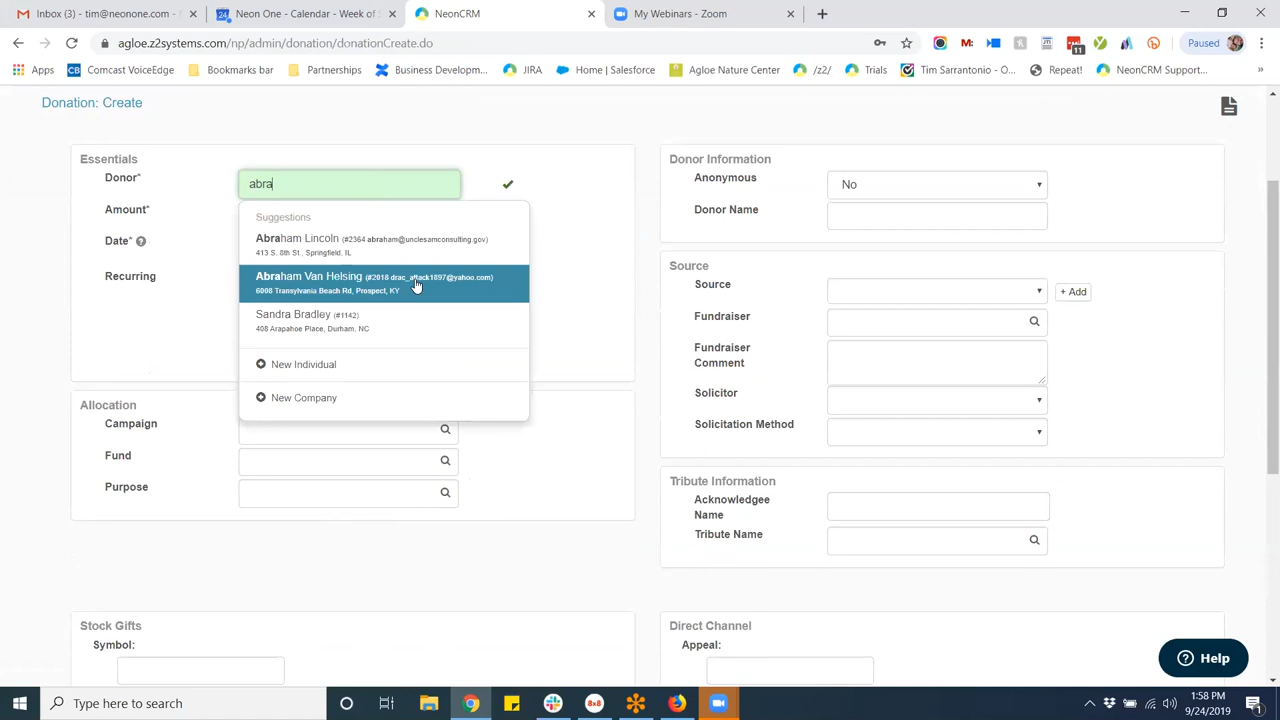 Inbox (3) - tim@neonone.com
Neon One - Calendar - Week of S
NeonCRM
My Webinars - Zoom
agloe.z2systems.com/np/admin/donation/donationCreate.do
11
Paused
Apps
Comcast VoiceEdge
Bookmarks bar
Partnerships
Business Developm...
JIRA
Home | Salesforce
Agloe Nature Center
/z2/
Trials
Tim Sarrantonio - O...
Repeat!
NeonCRM Support...
»
Donation: Create
Essentials
Donor*
abra
Amount*
Date*
Recurring
Suggestions
Abraham Lincoln (#2364 abraham@unclesamconsulting.gov)
413 S. 8th St., Springfield, IL
Abraham Van Helsing (#2018 drac_attack1897@yahoo.com)
6008 Transylvania Beach Rd, Prospect, KY
Sandra Bradley (#1142)
408 Arapahoe Place, Durham, NC
New Individual
New Company
Allocation
Campaign
Fund
Purpose
Stock Gifts
Symbol:
Donor Information
Anonymous
No
Donor Name
Source
Source
+ Add
Fundraiser
Fundraiser
Comment
Solicitor
Solicitation Method
Tribute Information
Acknowledgee
Name
Tribute Name
Direct Channel
Appeal:
Help
Type here to search
8x8
1:58 PM
9/24/2019
1